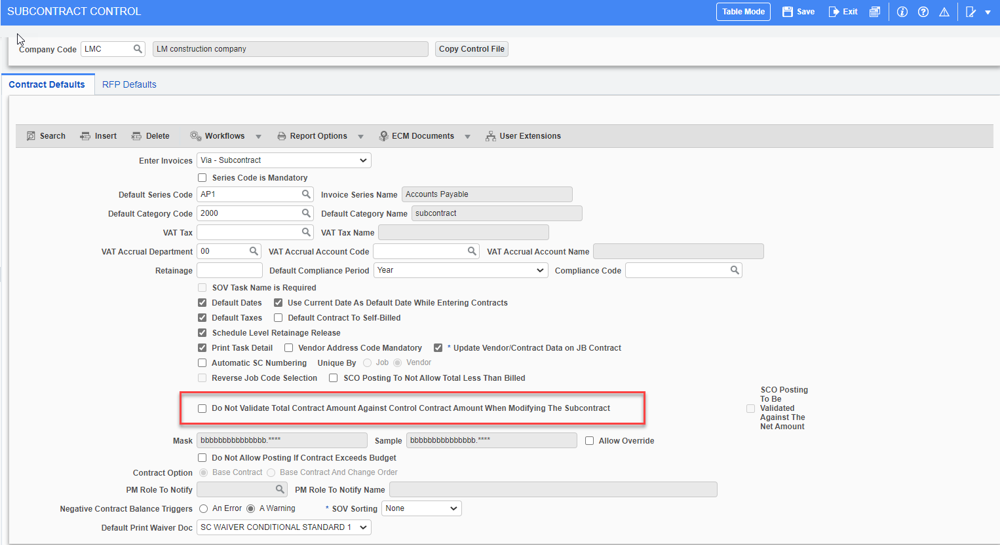 SUBCONTRACT CONTROL Table Mode Save Exit
Company Code LMC LM construction company Copy Control File
Contract Defaults RFP Defaults
Search Insert Delete Workflows Report Options ECM Documents User Extensions
Enter Invoices Via - Subcontract
Series Code is Mandatory
Default Series Code AP1 Invoice Series Name Accounts Payable
Default Category Code 2000 Default Category Name subcontract
VAT Tax VAT Tax Name
VAT Accrual Department 00 VAT Accrual Account Code VAT Accrual Account Name
Retainage Default Compliance Period Year Compliance Code
SOV Task Name is Required
Default Dates Use Current Date As Default Date While Entering Contracts
Default Taxes Default Contract To Self-Billed
Schedule Level Retainage Release
Print Task Detail Vendor Address Code Mandatory * Update Vendor/Contract Data on JB Contract
Automatic SC Numbering Unique By Job Vendor
Reverse Job Code Selection SCO Posting To Not Allow Total Less Than Billed
Do Not Validate Total Contract Amount Against Control Contract Amount When Modifying The Subcontract
SCO Posting
To Be
Validated
Against The
Net Amount
Mask bbbbbbbbbbbbbbb.**** Sample bbbbbbbbbbbbbbb.**** Allow Override
Do Not Allow Posting If Contract Exceeds Budget
Contract Option Base Contract Base Contract And Change Order
PM Role To Notify PM Role To Notify Name
Negative Contract Balance Triggers An Error A Warning * SOV Sorting None
Default Print Waiver Doc SC WAIVER CONDITIONAL STANDARD 1